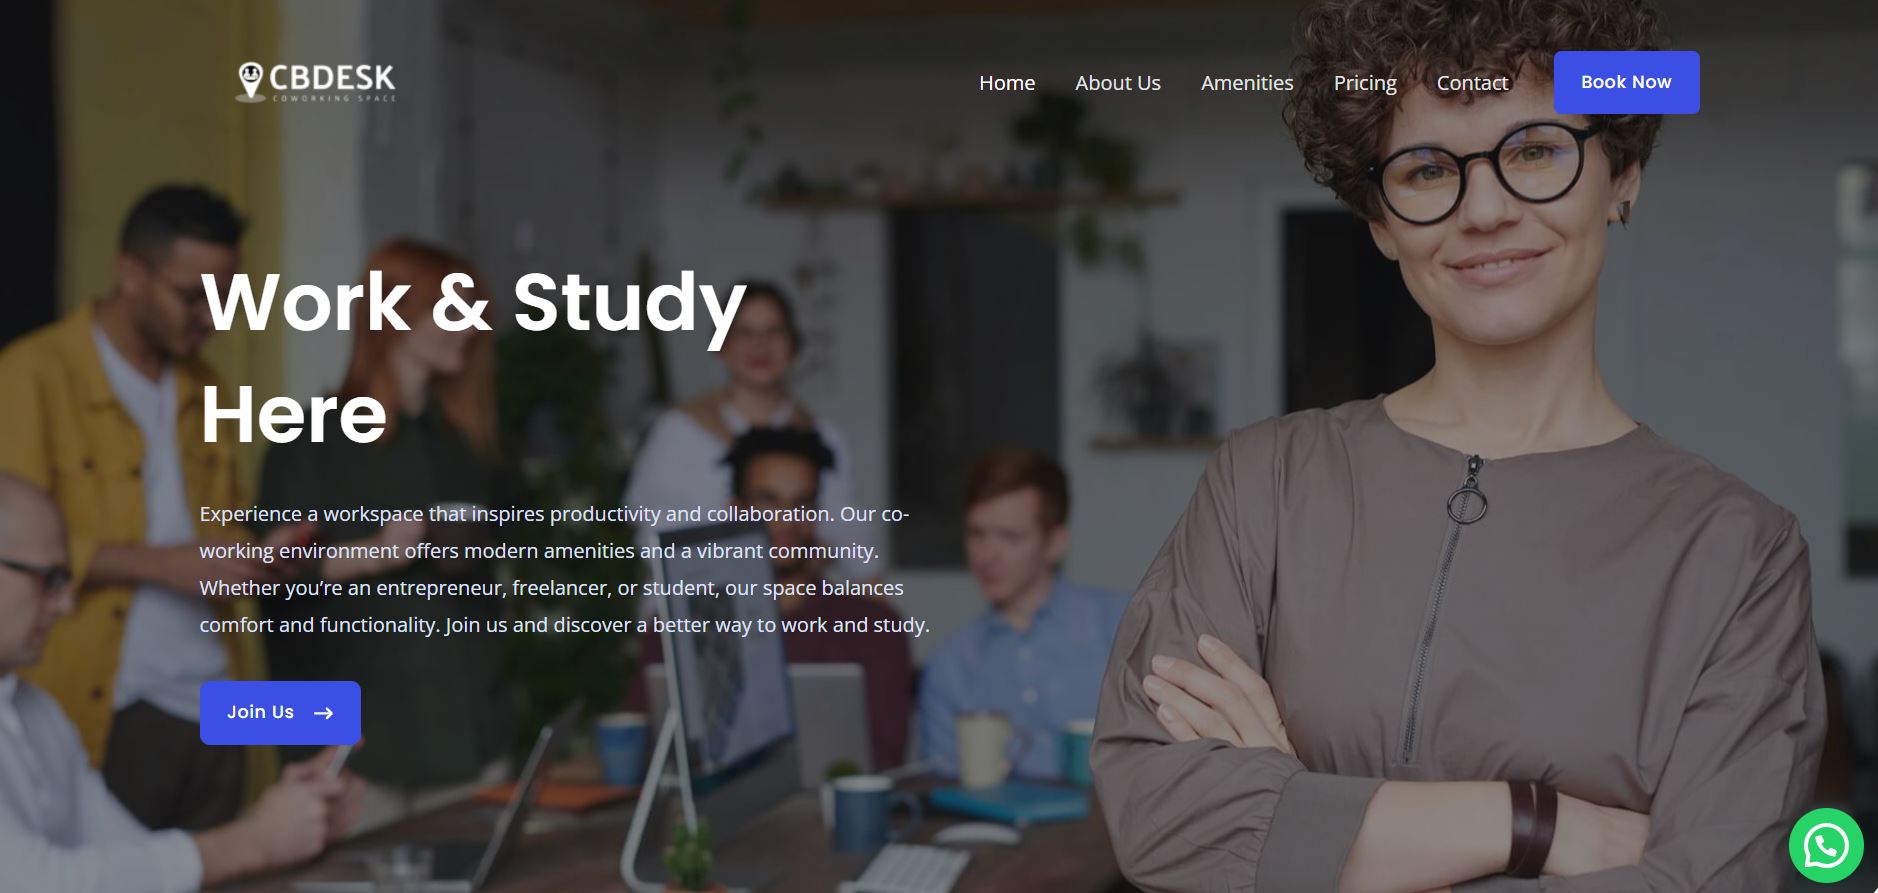 CBDESK
COWORKING SPACE
Home About Us Amenities Pricing Contact Book Now
Work & Study
Here
Experience a workspace that inspires productivity and collaboration. Our co-
working environment offers modern amenities and a vibrant community.
Whether you’re an entrepreneur, freelancer, or student, our space balances
comfort and functionality. Join us and discover a better way to work and study.
Join Us →